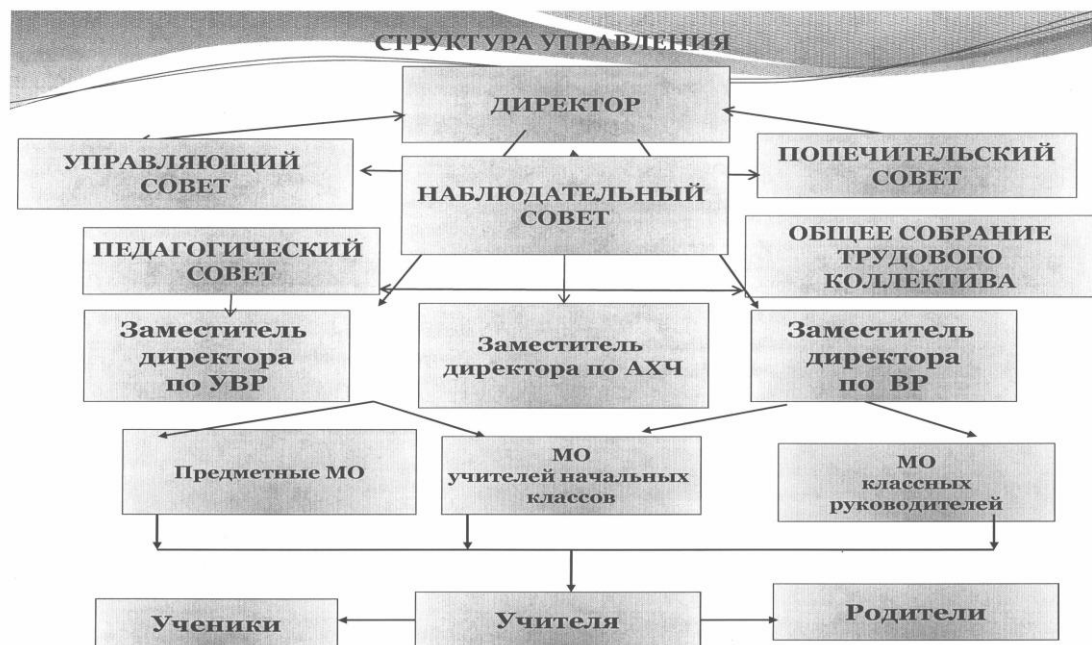 СТРУКТУРА УПРАВЛЕНИЯ
ДИРЕКТОР
УПРАВЛЯЮЩИЙ
СОВЕТ
НАБЛЮДАТЕЛЬНЫЙ
СОВЕТ
ПОПЕЧИТЕЛЬСКИЙ
СОВЕТ
ПЕДАГОГИЧЕСКИЙ
СОВЕТ
ОБЩЕЕ СОБРАНИЕ
ТРУДОВОГО
КОЛЛЕКТИВА
Заместитель
директора
по УВР
Заместитель
директора по АХЧ
Заместитель
директора
по ВР
Предметные МО
МО
учителей начальных
классов
МО
классных
руководителей
Ученики
Учителя
Родители